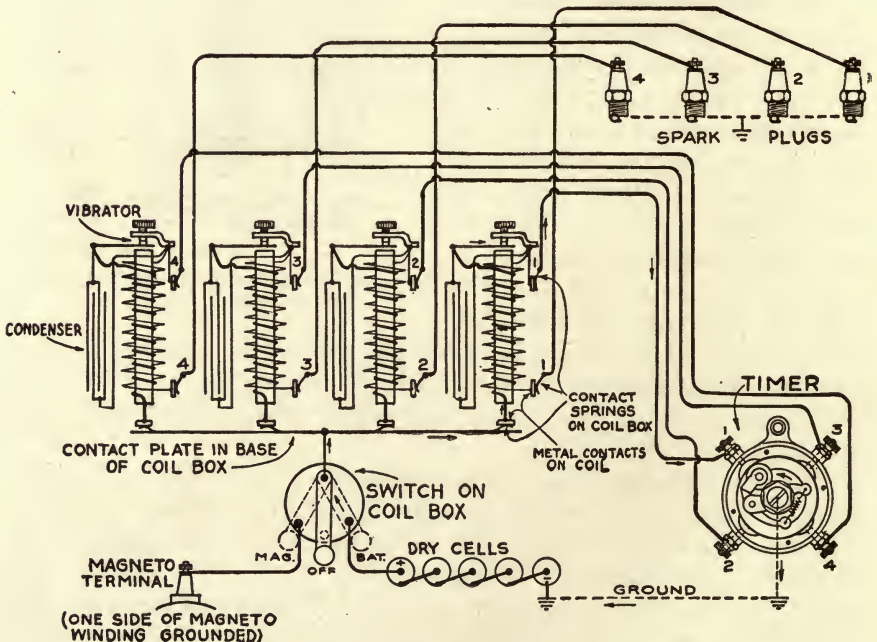 4 3 2 1
SPARK PLUGS
VIBRATOR
4 3 2 1
CONDENSER
4 3 2 1
CONTACT
SPRINGS
ON COIL BOX
METAL CONTACTS
ON COIL
CONTACT PLATE IN BASE
OF COIL BOX
TIMER
1 3
2 4
SWITCH ON
COIL BOX
MAG. OFF BAT.
MAGNETO
TERMINAL
(ONE SIDE OF MAGNETO
WINDING GROUNDED)
DRY CELLS
+ -
GROUND